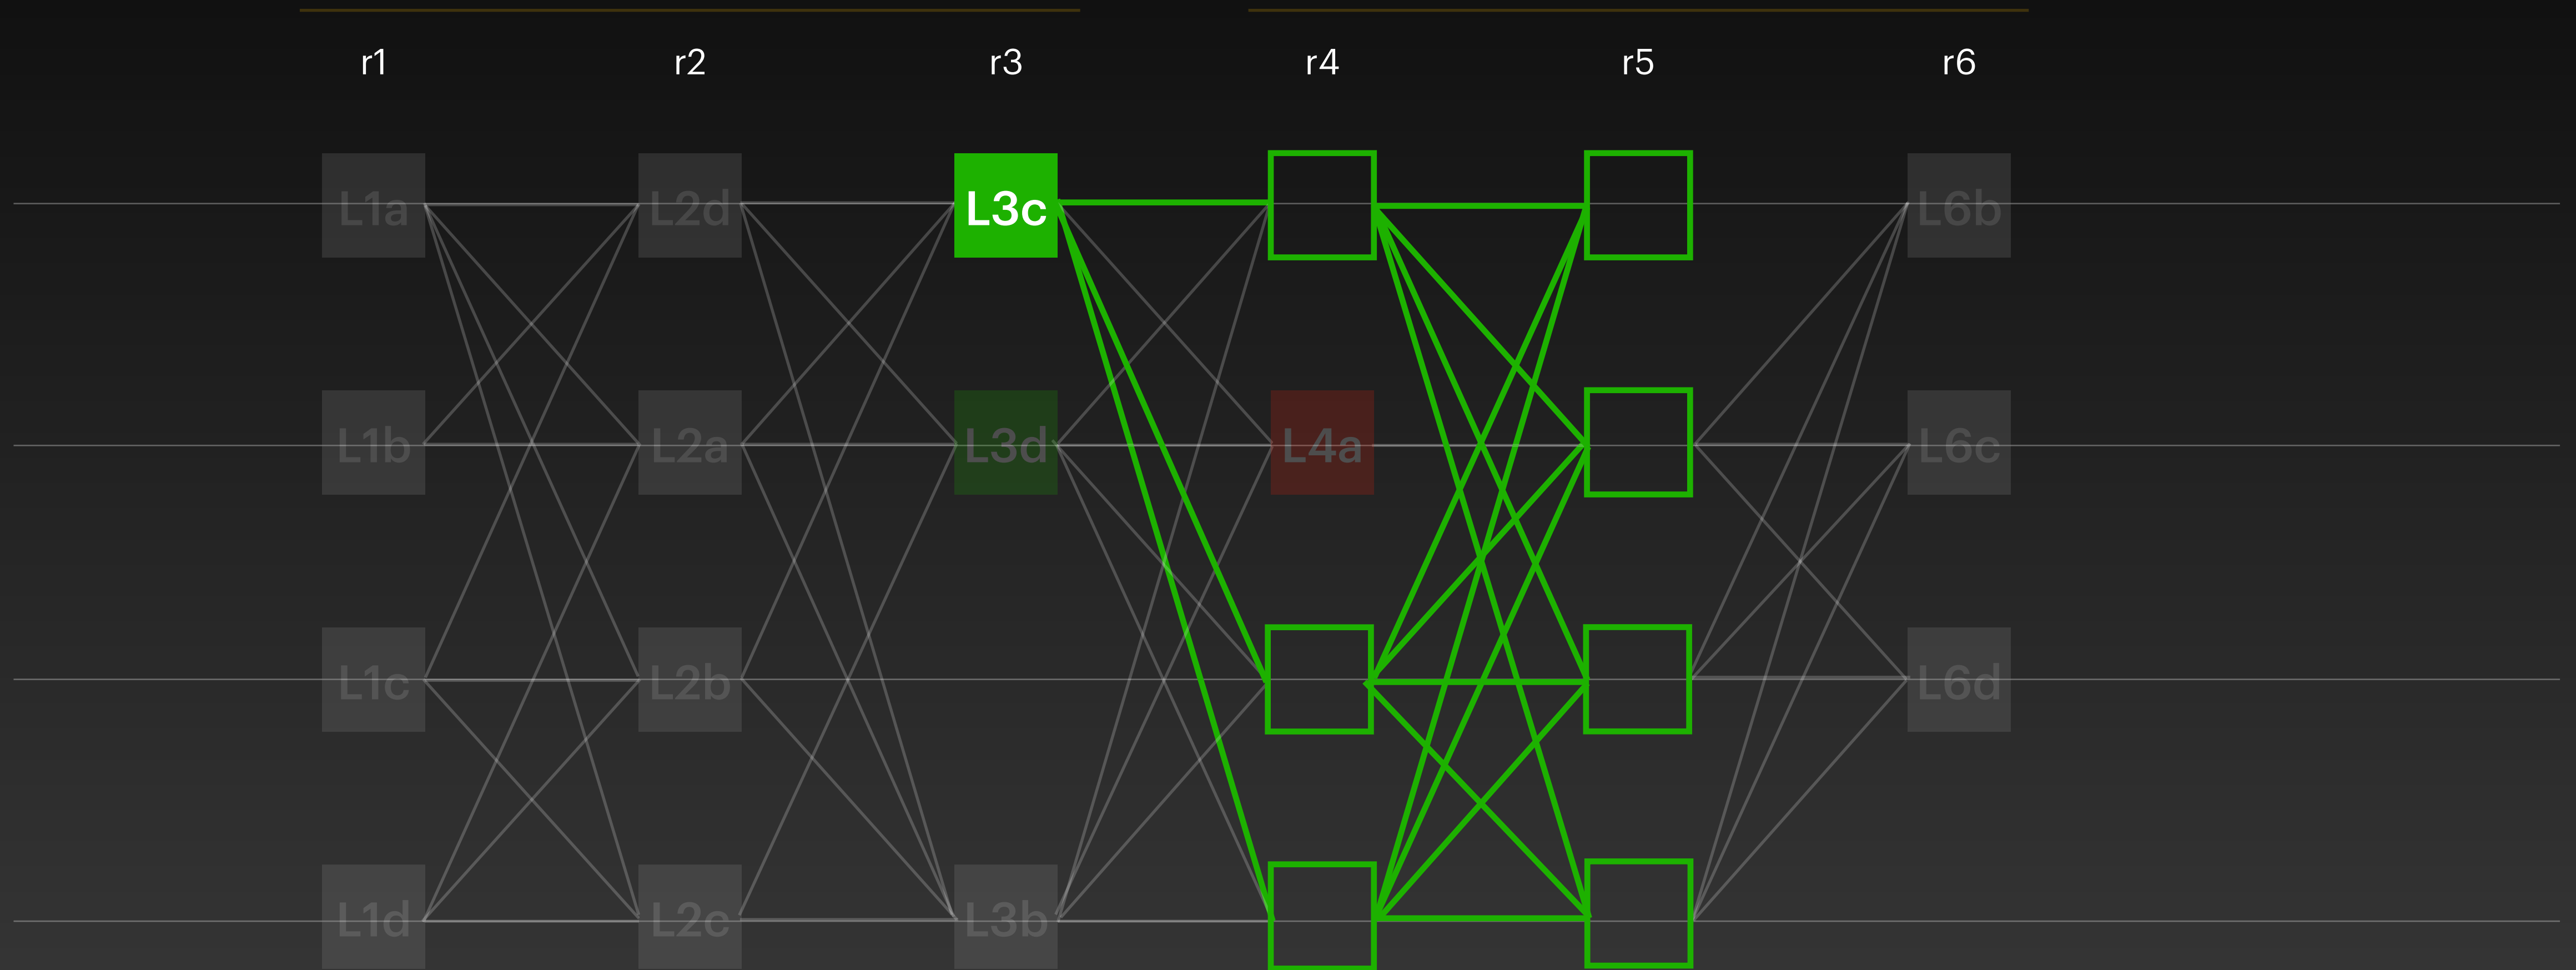 r1 r2 r3 r4 r5 r6
L1a L2d L3c L6b
L1b L2a L3d L4a L6c
L1c L2b L6d
L1d L2c L3b